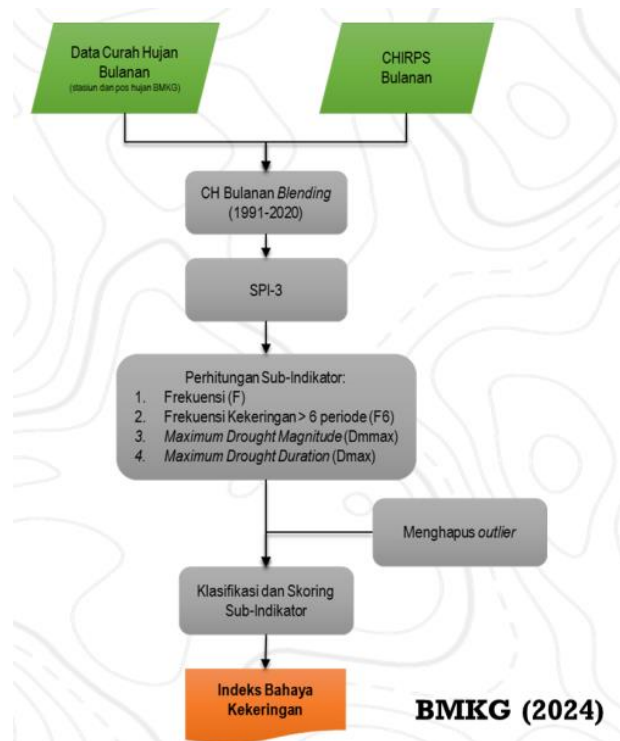 Data Curah Hujan
Bulanan
(stasiun dan pos hujan BMKG)
CHIRPS
Bulanan
CH Bulanan Blending
(1991-2020)
SPI-3
Perhitungan Sub-Indikator:
1. Frekuensi (F)
2. Frekuensi Kekeringan > 6 periode (F6)
3. Maximum Drought Magnitude (Dmmax)
4. Maximum Drought Duration (Dmax)
Menghapus outlier
Klasifikasi dan Skoring
Sub-Indikator
Indeks Bahaya
Kekeringan
BMKG (2024)